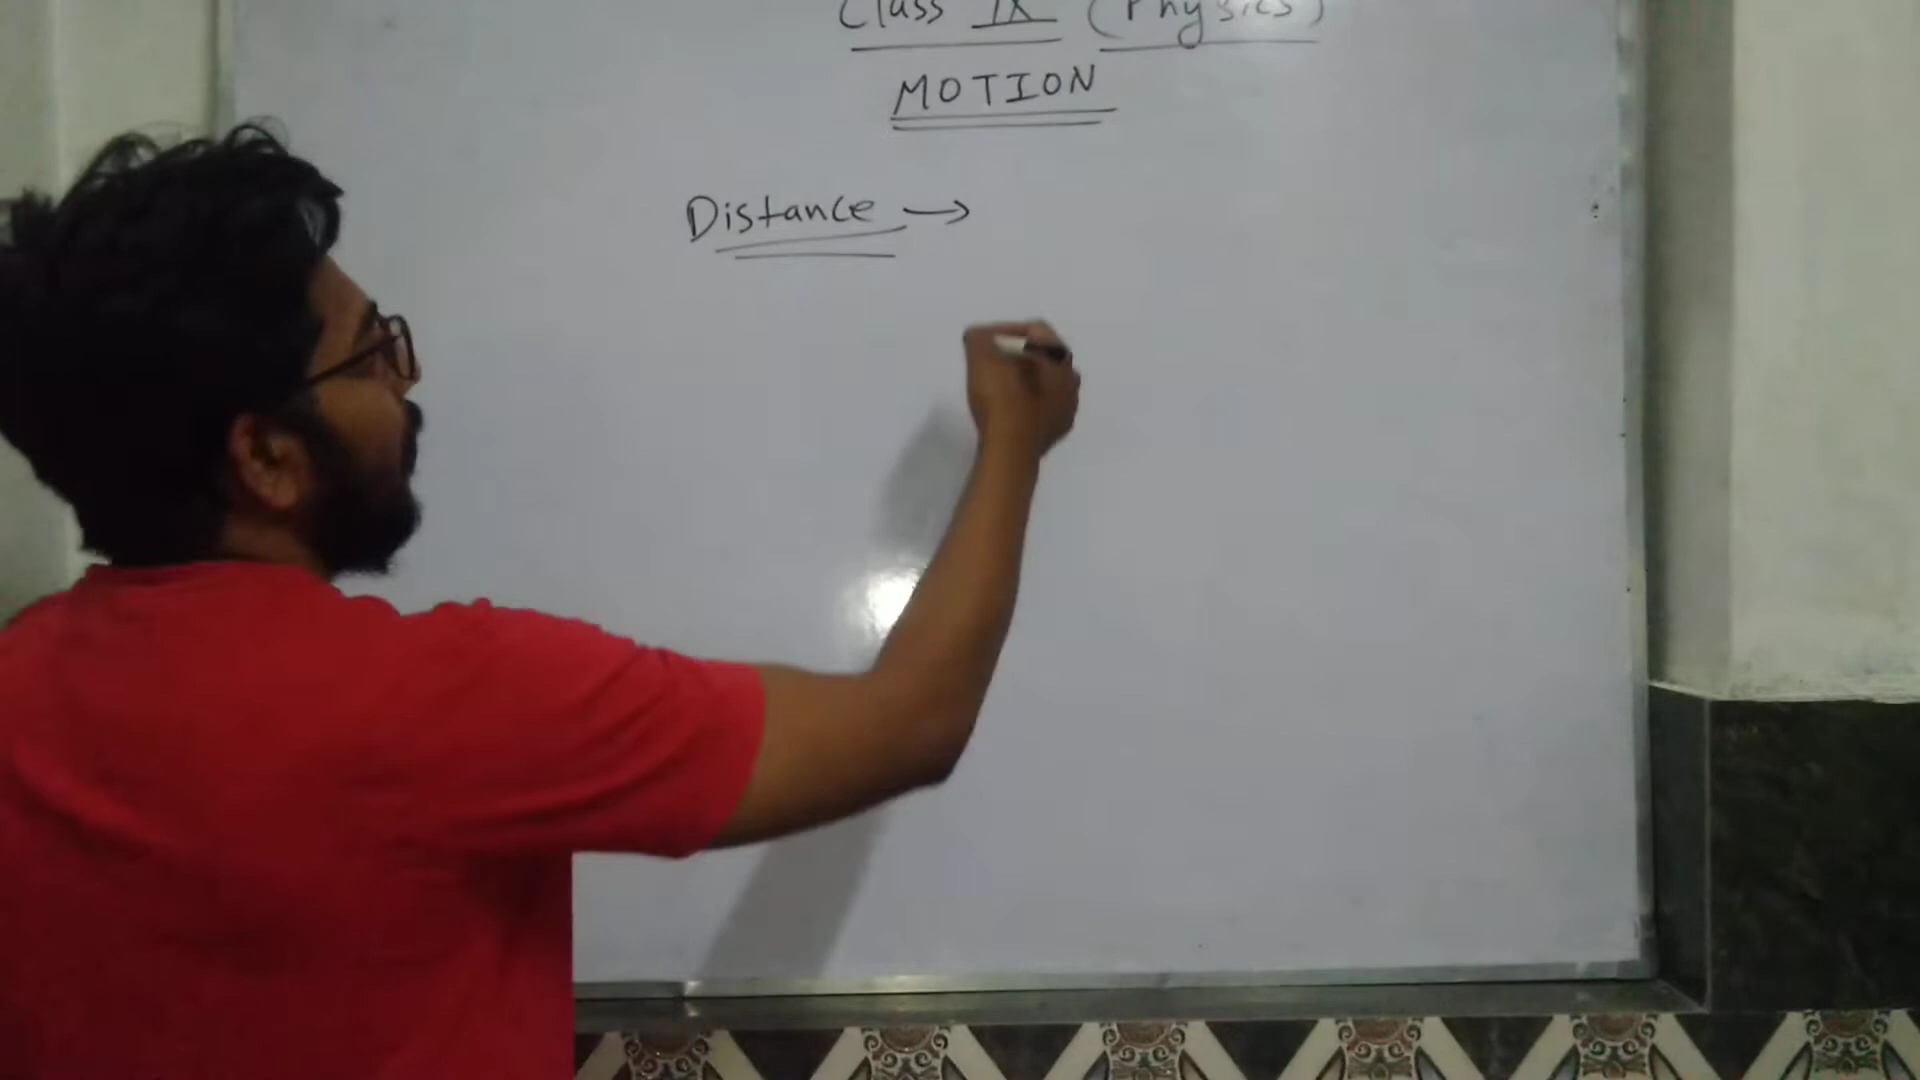 Class IX (Physics)
MOTION
Distance →